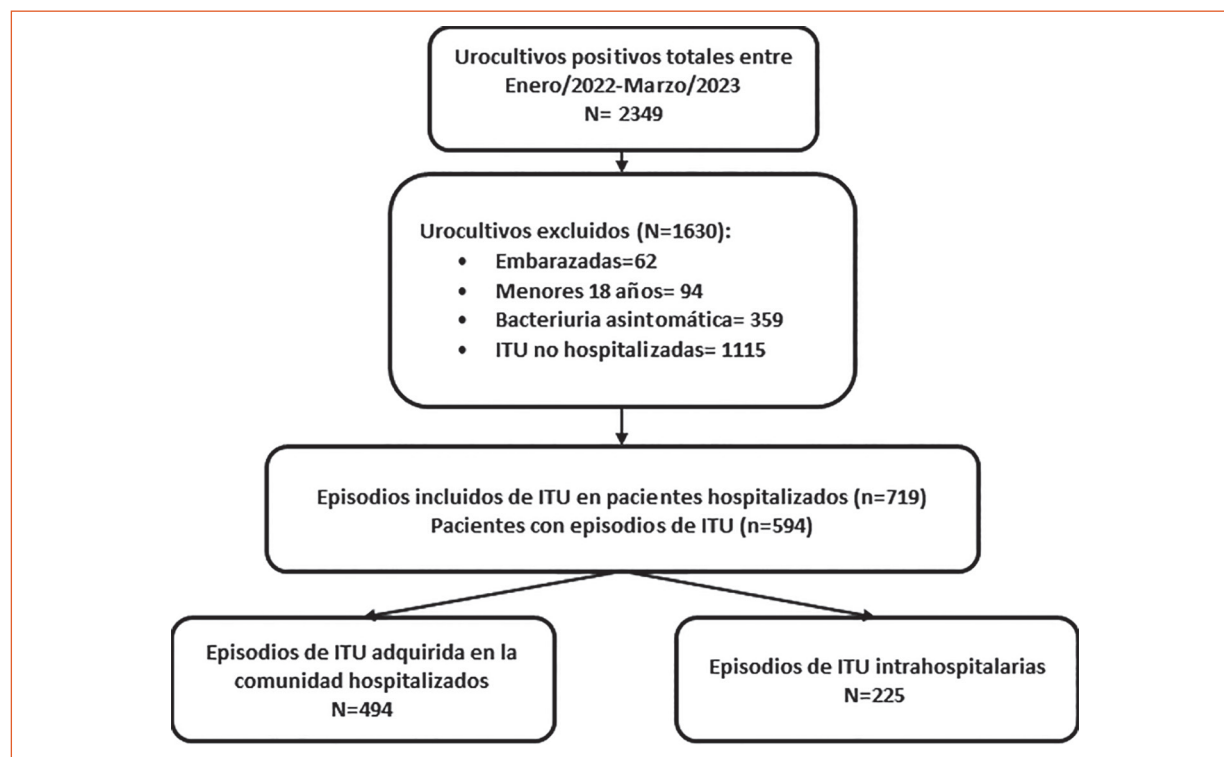 Urocultivos positivos totales entre
Enero/2022-Marzo/2023
N= 2349
Urocultivos excluidos (N=1630):
• Embarazadas=62
• Menores 18 años= 94
• Bacteriuria asintomática= 359
• ITU no hospitalizadas= 1115
Episodios incluidos de ITU en pacientes hospitalizados (n=719)
Pacientes con episodios de ITU (n=594)
Episodios de ITU adquirida en la
comunidad hospitalizados
N=494
Episodios de ITU intrahospitalarias
N=225